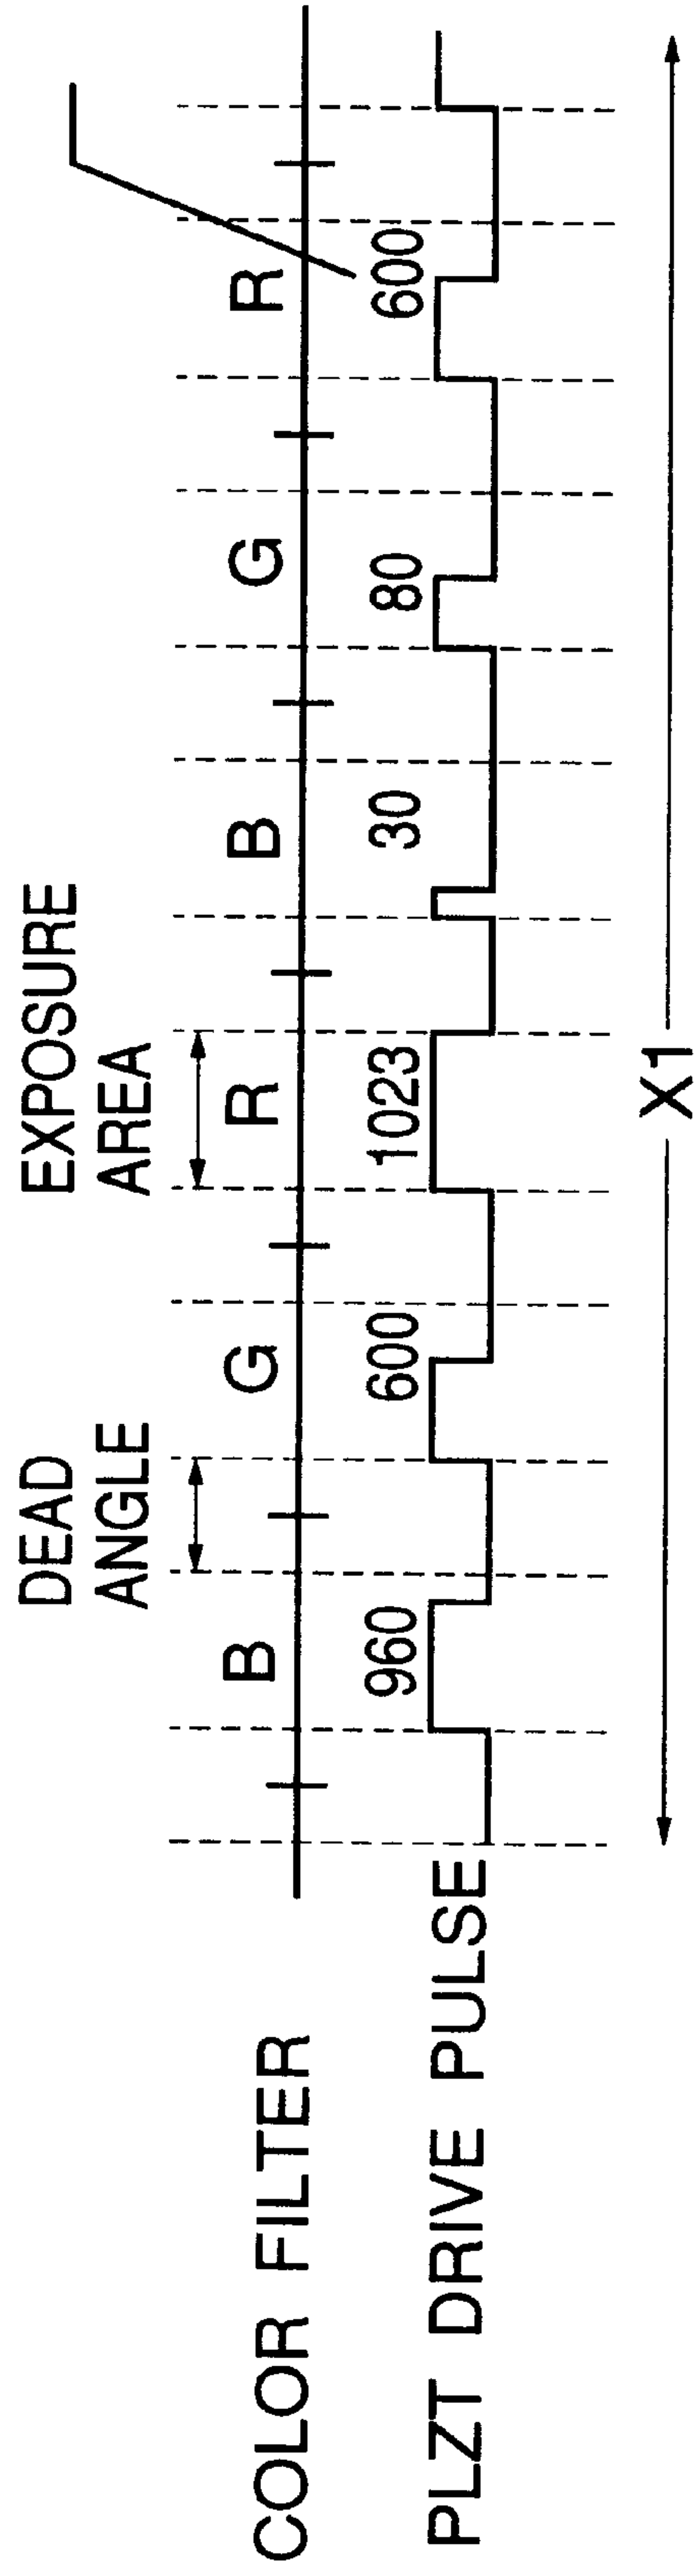 DEAD
ANGLE
EXPOSURE
AREA
COLOR FILTER
B G R B G R
960 600 1023 30 80 600
PLZT DRIVE PULSE
X1